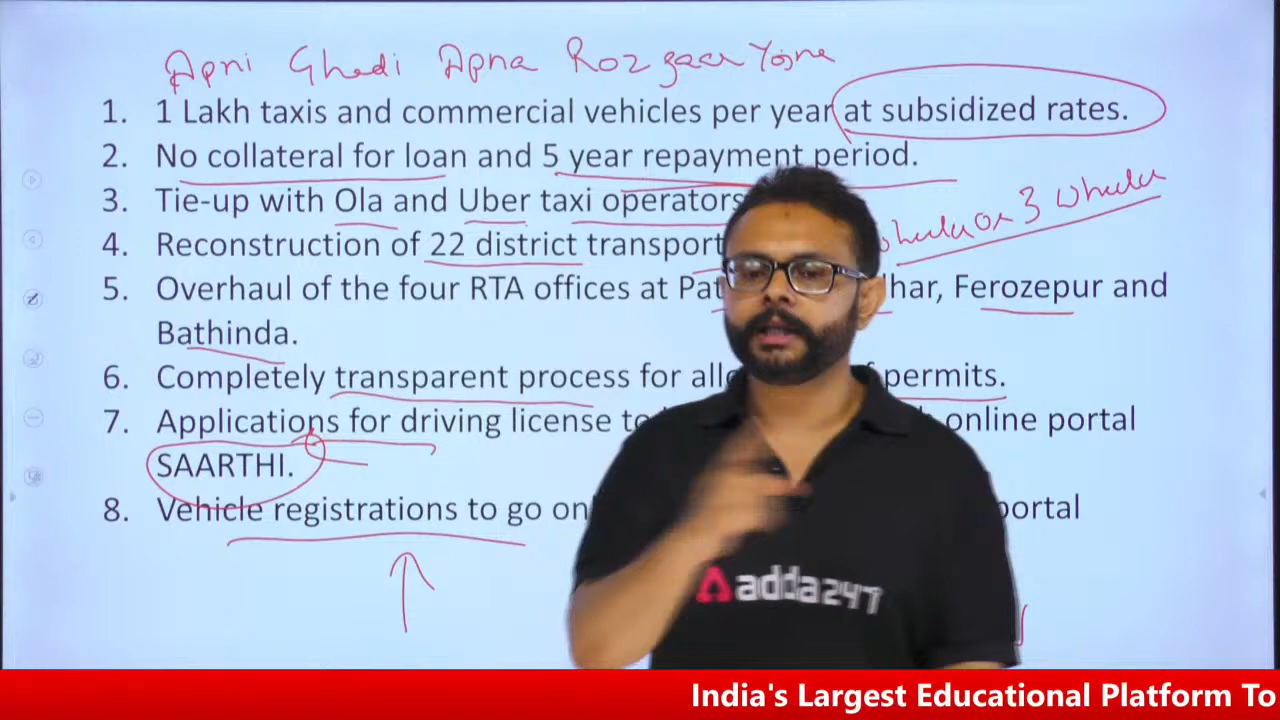 Apni Ghadi Apna Rozgaar Yojna
1. 1 Lakh taxis and commercial vehicles per year at subsidized rates.
2. No collateral for loan and 5 year repayment period.
3. Tie-up with Ola and Uber taxi operators
or 3 wheeler
4. Reconstruction of 22 district transport
5. Overhaul of the four RTA offices at Pat har, Ferozepur and
Bathinda.
6. Completely transparent process for all f permits.
7. Applications for driving license to online portal
SAARTHI.
8. Vehicle registrations to go on portal
adda247
India's Largest Educational Platform To